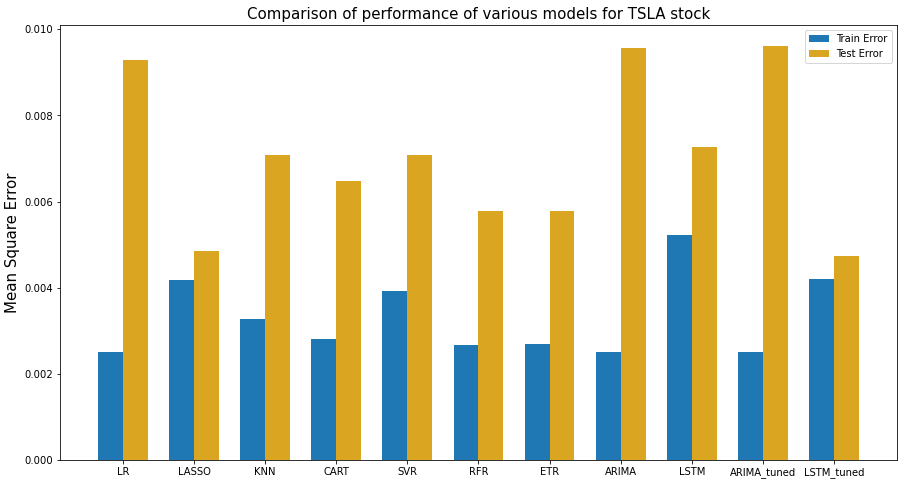 Comparison of performance of various models for TSLA stock
Train Error
Test Error
Mean Square Error
0.010
0.008
0.006
0.004
0.002
0.000
LR LASSO KNN CART SVR RFR ETR ARIMA LSTM ARIMA_tuned LSTM_tuned